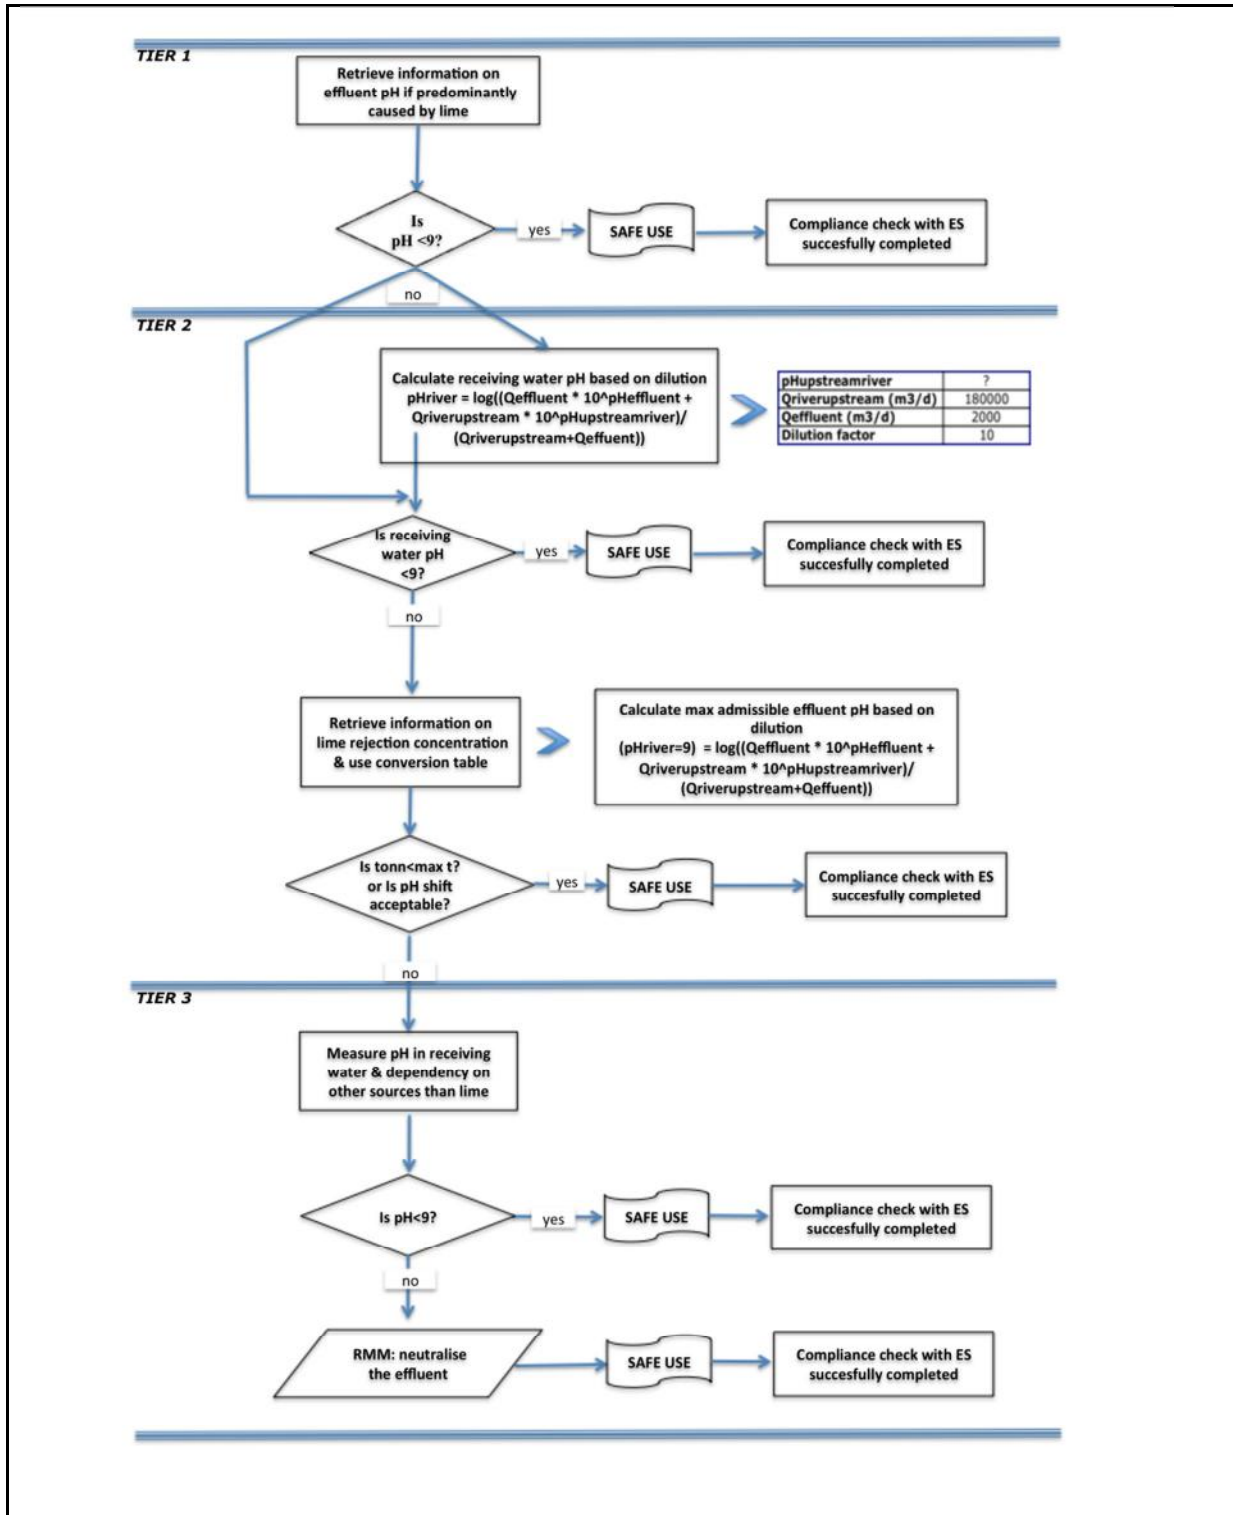 TIER 1
Retrieve information on
effluent pH if predominantly
caused by lime
Is
pH <9?
yes
SAFE USE
Compliance check with ES
succesfully completed
no
TIER 2
Calculate receiving water pH based on dilution
pHriver = log((Qeffluent * 10^pHeffluent +
Qriverupstream * 10^pHupstreamriver)/
(Qriverupstream+Qeffuent))
pHupstreamriver ?
Qriverupstream (m3/d) 180000
Qeffluent (m3/d) 2000
Dilution factor 10
Is receiving
water pH
<9?
yes
SAFE USE
Compliance check with ES
succesfully completed
no
Retrieve information on
lime rejection concentration
& use conversion table
Calculate max admissible effluent pH based on
dilution
(pHriver=9) = log((Qeffluent * 10^pHeffluent +
Qriverupstream * 10^pHupstreamriver)/
(Qriverupstream+Qeffuent))
Is tonn<max t?
or Is pH shift
acceptable?
yes
SAFE USE
Compliance check with ES
succesfully completed
no
TIER 3
Measure pH in receiving
water & dependency on
other sources than lime
Is pH<9?
yes
SAFE USE
Compliance check with ES
succesfully completed
no
RMM: neutralise
the effluent
SAFE USE
Compliance check with ES
succesfully completed